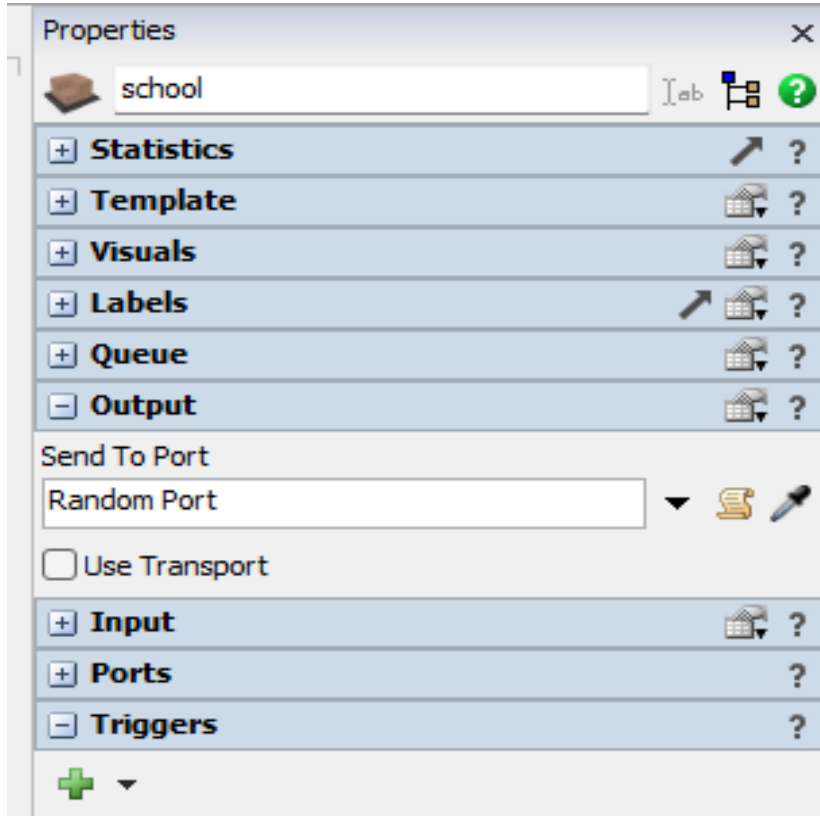 Properties
school
Statistics ?
Template ?
Visuals ?
Labels ?
Queue ?
Output ?
Send To Port
Random Port
Use Transport
Input ?
Ports ?
Triggers ?